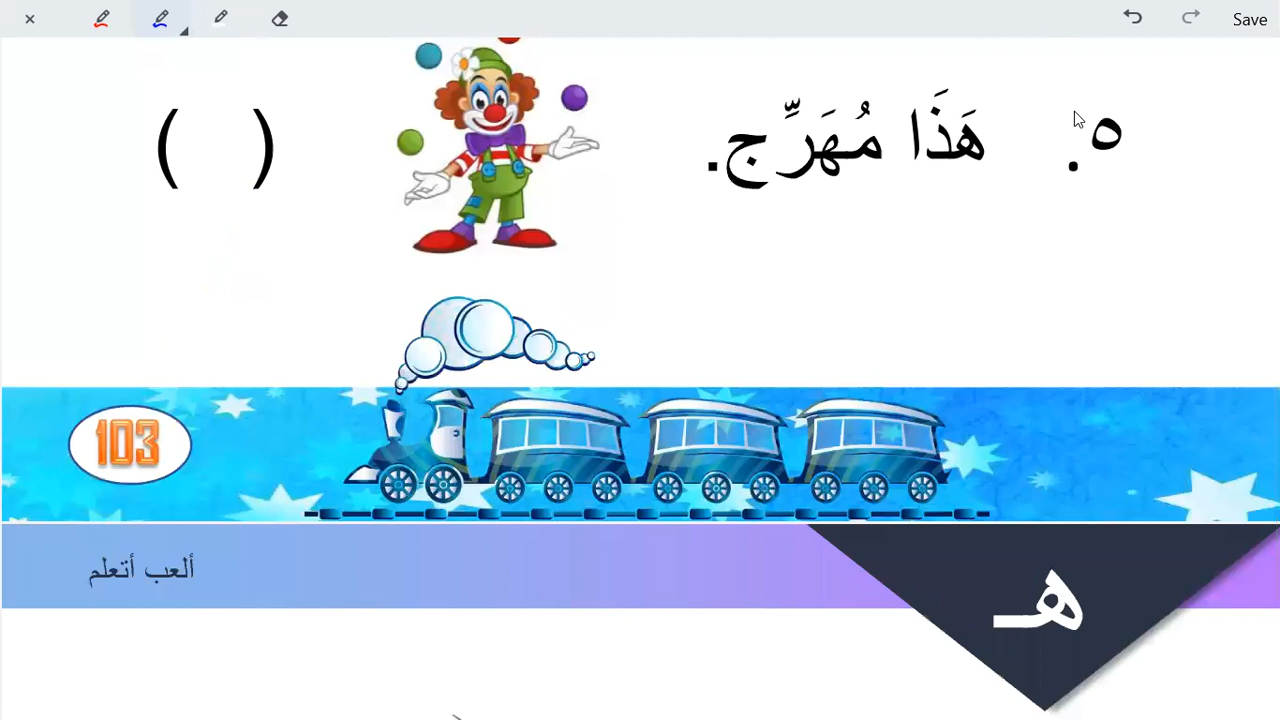 Save
٥. هَذَا مُهَرِّج. ( )
103
ألعب أتعلم
هـ